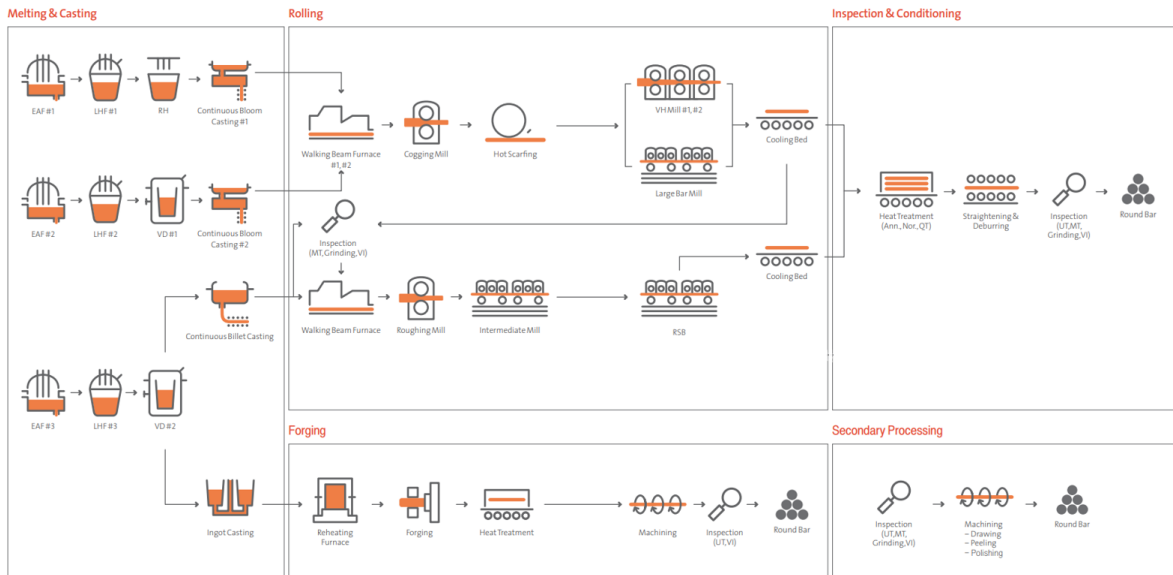 Melting & Casting
EAF #1
LHF #1
RH
Continuous Bloom
Casting #1
EAF #2
LHF #2
VD #1
Continuous Bloom
Casting #2
Continuous Billet Casting
EAF #3
LHF #3
VD #2
Ingot Casting
Rolling
Walking Beam Furnace
#1, #2
Cogging Mill
Hot Scarfing
VH Mill #1, #2
Large Bar Mill
Cooling Bed
Inspection
(MT, Grinding, VI)
Walking Beam Furnace
Roughing Mill
Intermediate Mill
RSB
Cooling Bed
Inspection & Conditioning
Heat Treatment
(Ann., Nor., QT)
Straightening &
Deburring
Inspection
(UT,MT,
Grinding,VI)
Round Bar
Forging
Reheating
Furnace
Forging
Heat Treatment
Machining
Inspection
(UT,VI)
Round Bar
Secondary Processing
Inspection
(UT,MT,
Grinding,VI)
Machining
– Drawing
– Peeling
– Polishing
Round Bar